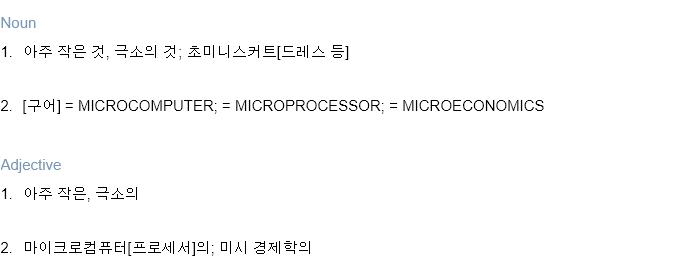 Noun
1. 아주 작은 것, 극소의 것; 초미니스커트[드레스 등]
2. [구어] = MICROCOMPUTER; = MICROPROCESSOR; = MICROECONOMICS
Adjective
1. 아주 작은, 극소의
2. 마이크로컴퓨터[프로세서]의; 미시 경제학의